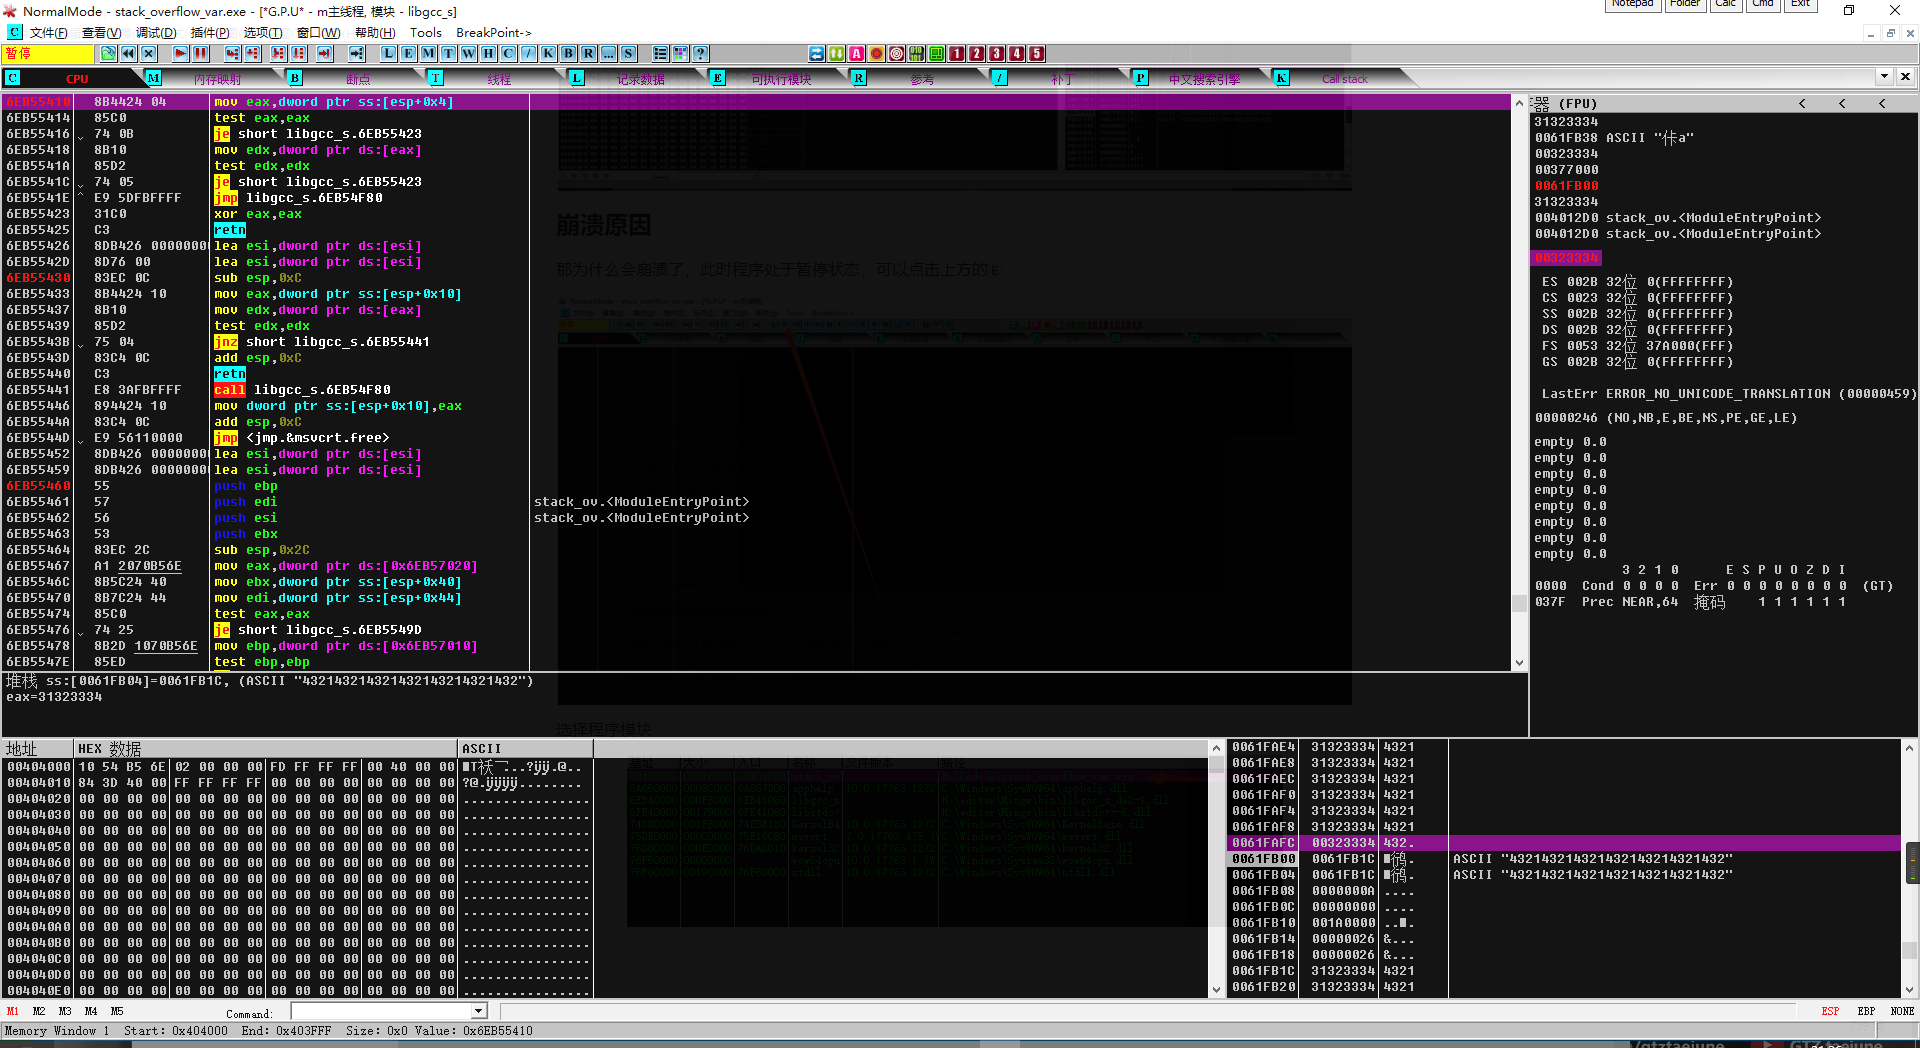 NormalMode - stack_overflow_var.exe - [*G.P.U* - m主线程, 模块 - libgcc_s]
Notepad Folder Calc Cmd Exit
文件(F) 查看(V) 调试(D) 插件(P) 选项(T) 窗口(W) 帮助(H) Tools BreakPoint->
暂停 L E M T W H C / K B R ... S 1 2 3 4 5
C CPU M 内存映射 B 断点 T 线程 L 记录数据 E 可执行模块 R 参考 / 补丁 P 中文搜索引擎 K Call stack
6EB55410 8B4424 04 mov eax,dword ptr ss:[esp+0x4]
6EB55414 85C0 test eax,eax
6EB55416 74 0B je short libgcc_s.6EB55423
6EB55418 8B10 mov edx,dword ptr ds:[eax]
6EB5541A 85D2 test edx,edx
6EB5541C 74 05 je short libgcc_s.6EB55423
6EB5541E E9 5DFBFFFF jmp libgcc_s.6EB54F80
6EB55423 31C0 xor eax,eax
6EB55425 C3 retn
6EB55426 8DB426 0000000 lea esi,dword ptr ds:[esi]
6EB5542D 8D76 00 lea esi,dword ptr ds:[esi]
6EB55430 83EC 0C sub esp,0xC
6EB55433 8B4424 10 mov eax,dword ptr ss:[esp+0x10]
6EB55437 8B10 mov edx,dword ptr ds:[eax]
6EB55439 85D2 test edx,edx
6EB5543B 75 04 jnz short libgcc_s.6EB55441
6EB5543D 83C4 0C add esp,0xC
6EB55440 C3 retn
6EB55441 E8 3AFBFFFF call libgcc_s.6EB54F80
6EB55446 894424 10 mov dword ptr ss:[esp+0x10],eax
6EB5544A 83C4 0C add esp,0xC
6EB5544D E9 56110000 jmp <jmp.&msvcrt.free>
6EB55452 8DB426 0000000 lea esi,dword ptr ds:[esi]
6EB55459 8DB426 0000000 lea esi,dword ptr ds:[esi]
6EB55460 55 push ebp
6EB55461 57 push edi stack_ov.<ModuleEntryPoint>
6EB55462 56 push esi stack_ov.<ModuleEntryPoint>
6EB55463 53 push ebx
6EB55464 83EC 2C sub esp,0x2C
6EB55467 A1 2070B56E mov eax,dword ptr ds:[0x6EB57020]
6EB5546C 8B5C24 40 mov ebx,dword ptr ss:[esp+0x40]
6EB55470 8B7C24 44 mov edi,dword ptr ss:[esp+0x44]
6EB55474 85C0 test eax,eax
6EB55476 74 25 je short libgcc_s.6EB5549D
6EB55478 8B2D 1070B56E mov ebp,dword ptr ds:[0x6EB57010]
6EB5547E 85ED test ebp,ebp
崩溃原因
那为什么会崩溃了，此时程序处于暂停状态，可以点击上方的 E
选择程序模块
器 (FPU) < < <
31323334
0061FB38 ASCII "佧a"
00323334
00377000
0061FB00
31323334
004012D0 stack_ov.<ModuleEntryPoint>
004012D0 stack_ov.<ModuleEntryPoint>
00323334
ES 002B 32位 0(FFFFFFFF)
CS 0023 32位 0(FFFFFFFF)
SS 002B 32位 0(FFFFFFFF)
DS 002B 32位 0(FFFFFFFF)
FS 0053 32位 37A000(FFF)
GS 002B 32位 0(FFFFFFFF)
LastErr ERROR_NO_UNICODE_TRANSLATION (00000459)
00000246 (NO,NB,E,BE,NS,PE,GE,LE)
empty 0.0
empty 0.0
empty 0.0
empty 0.0
empty 0.0
empty 0.0
empty 0.0
empty 0.0
3 2 1 0 E S P U O Z D I
0000 Cond 0 0 0 0 Err 0 0 0 0 0 0 0 0 (GT)
037F Prec NEAR,64 掩码 1 1 1 1 1 1
堆栈 ss:[0061FB04]=0061FB1C, (ASCII "432143214321432143214321432")
eax=31323334
地址 HEX 数据 ASCII
00404000 10 54 B5 6E 02 00 00 00 FD FF FF FF 00 40 00 00
00404010 84 3D 40 00 FF FF FF FF 00 00 00 00 00 00 00 00
00404020 00 00 00 00 00 00 00 00 00 00 00 00 00 00 00 00 ................
00404030 00 00 00 00 00 00 00 00 00 00 00 00 00 00 00 00 ................
00404040 00 00 00 00 00 00 00 00 00 00 00 00 00 00 00 00 ................
00404050 00 00 00 00 00 00 00 00 00 00 00 00 00 00 00 00 ................
00404060 00 00 00 00 00 00 00 00 00 00 00 00 00 00 00 00 ................
00404070 00 00 00 00 00 00 00 00 00 00 00 00 00 00 00 00 ................
00404080 00 00 00 00 00 00 00 00 00 00 00 00 00 00 00 00 ................
00404090 00 00 00 00 00 00 00 00 00 00 00 00 00 00 00 00 ................
004040A0 00 00 00 00 00 00 00 00 00 00 00 00 00 00 00 00 ................
004040B0 00 00 00 00 00 00 00 00 00 00 00 00 00 00 00 00 ................
004040C0 00 00 00 00 00 00 00 00 00 00 00 00 00 00 00 00 ................
004040D0 00 00 00 00 00 00 00 00 00 00 00 00 00 00 00 00 ................
004040E0 00 00 00 00 00 00 00 00 00 00 00 00 00 00 00 00 ................
0061FAE4 31323334 4321
0061FAE8 31323334 4321
0061FAEC 31323334 4321
0061FAF0 31323334 4321
0061FAF4 31323334 4321
0061FAF8 31323334 4321
0061FAFC 00323334 432.
0061FB00 0061FB1C ASCII "432143214321432143214321432"
0061FB04 0061FB1C ASCII "432143214321432143214321432"
0061FB08 0000000A ....
0061FB0C 00000000 ....
0061FB10 001A0000
0061FB14 00000026 &...
0061FB18 00000026 &...
0061FB1C 31323334 4321
0061FB20 31323334 4321
M1 M2 M3 M4 M5 Command: ESP EBP NONE
Memory Window 1 Start: 0x404000 End: 0x403FFF Size: 0x0 Value: 0x6EB55410